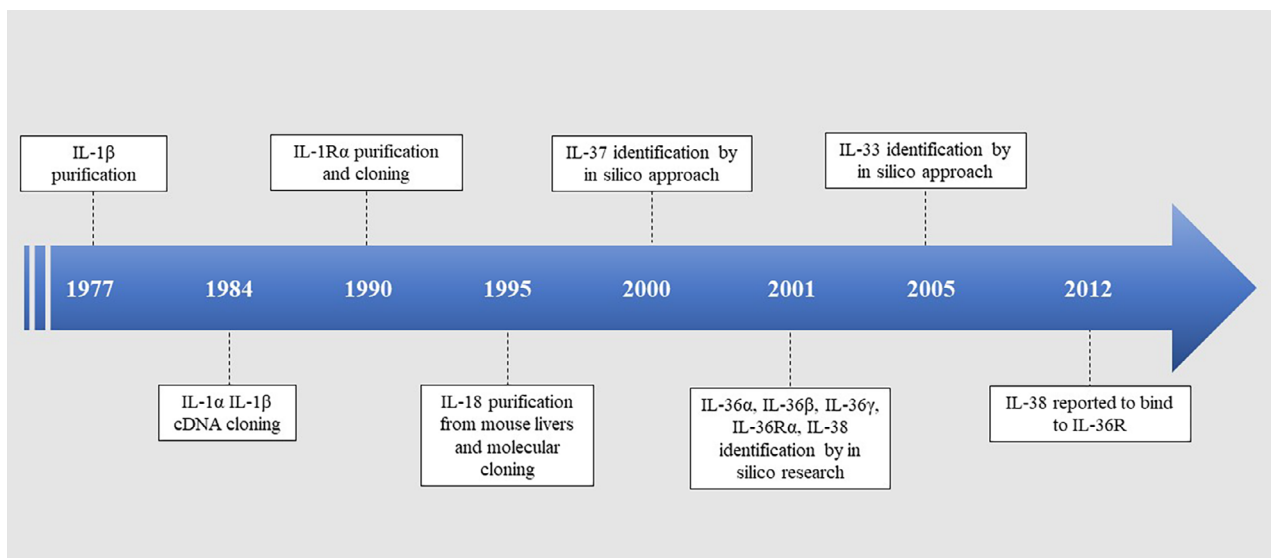 IL-1β
purification
IL-1Rα purification
and cloning
IL-37 identification by
in silico approach
IL-33 identification by
in silico approach
1977
1984
1990
1995
2000
2001
2005
2012
IL-1α IL-1β
cDNA cloning
IL-18 purification
from mouse livers
and molecular
cloning
IL-36α, IL-36β, IL-36γ,
IL-36Rα, IL-38
identification by in
silico research
IL-38 reported to bind
to IL-36R